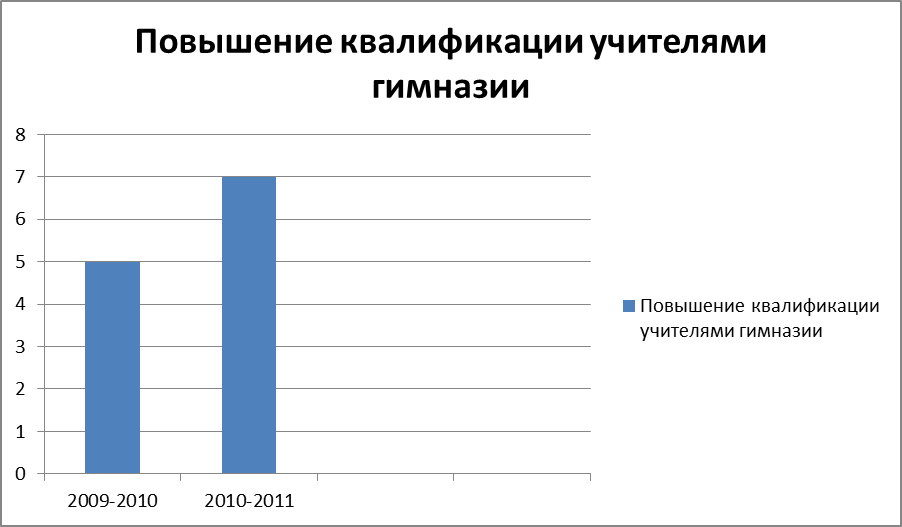 Повышение квалификации учителями
гимназии
8
7
6
5
4
3
2
1
0
2009-2010
2010-2011
Повышение квалификации
учителями гимназии